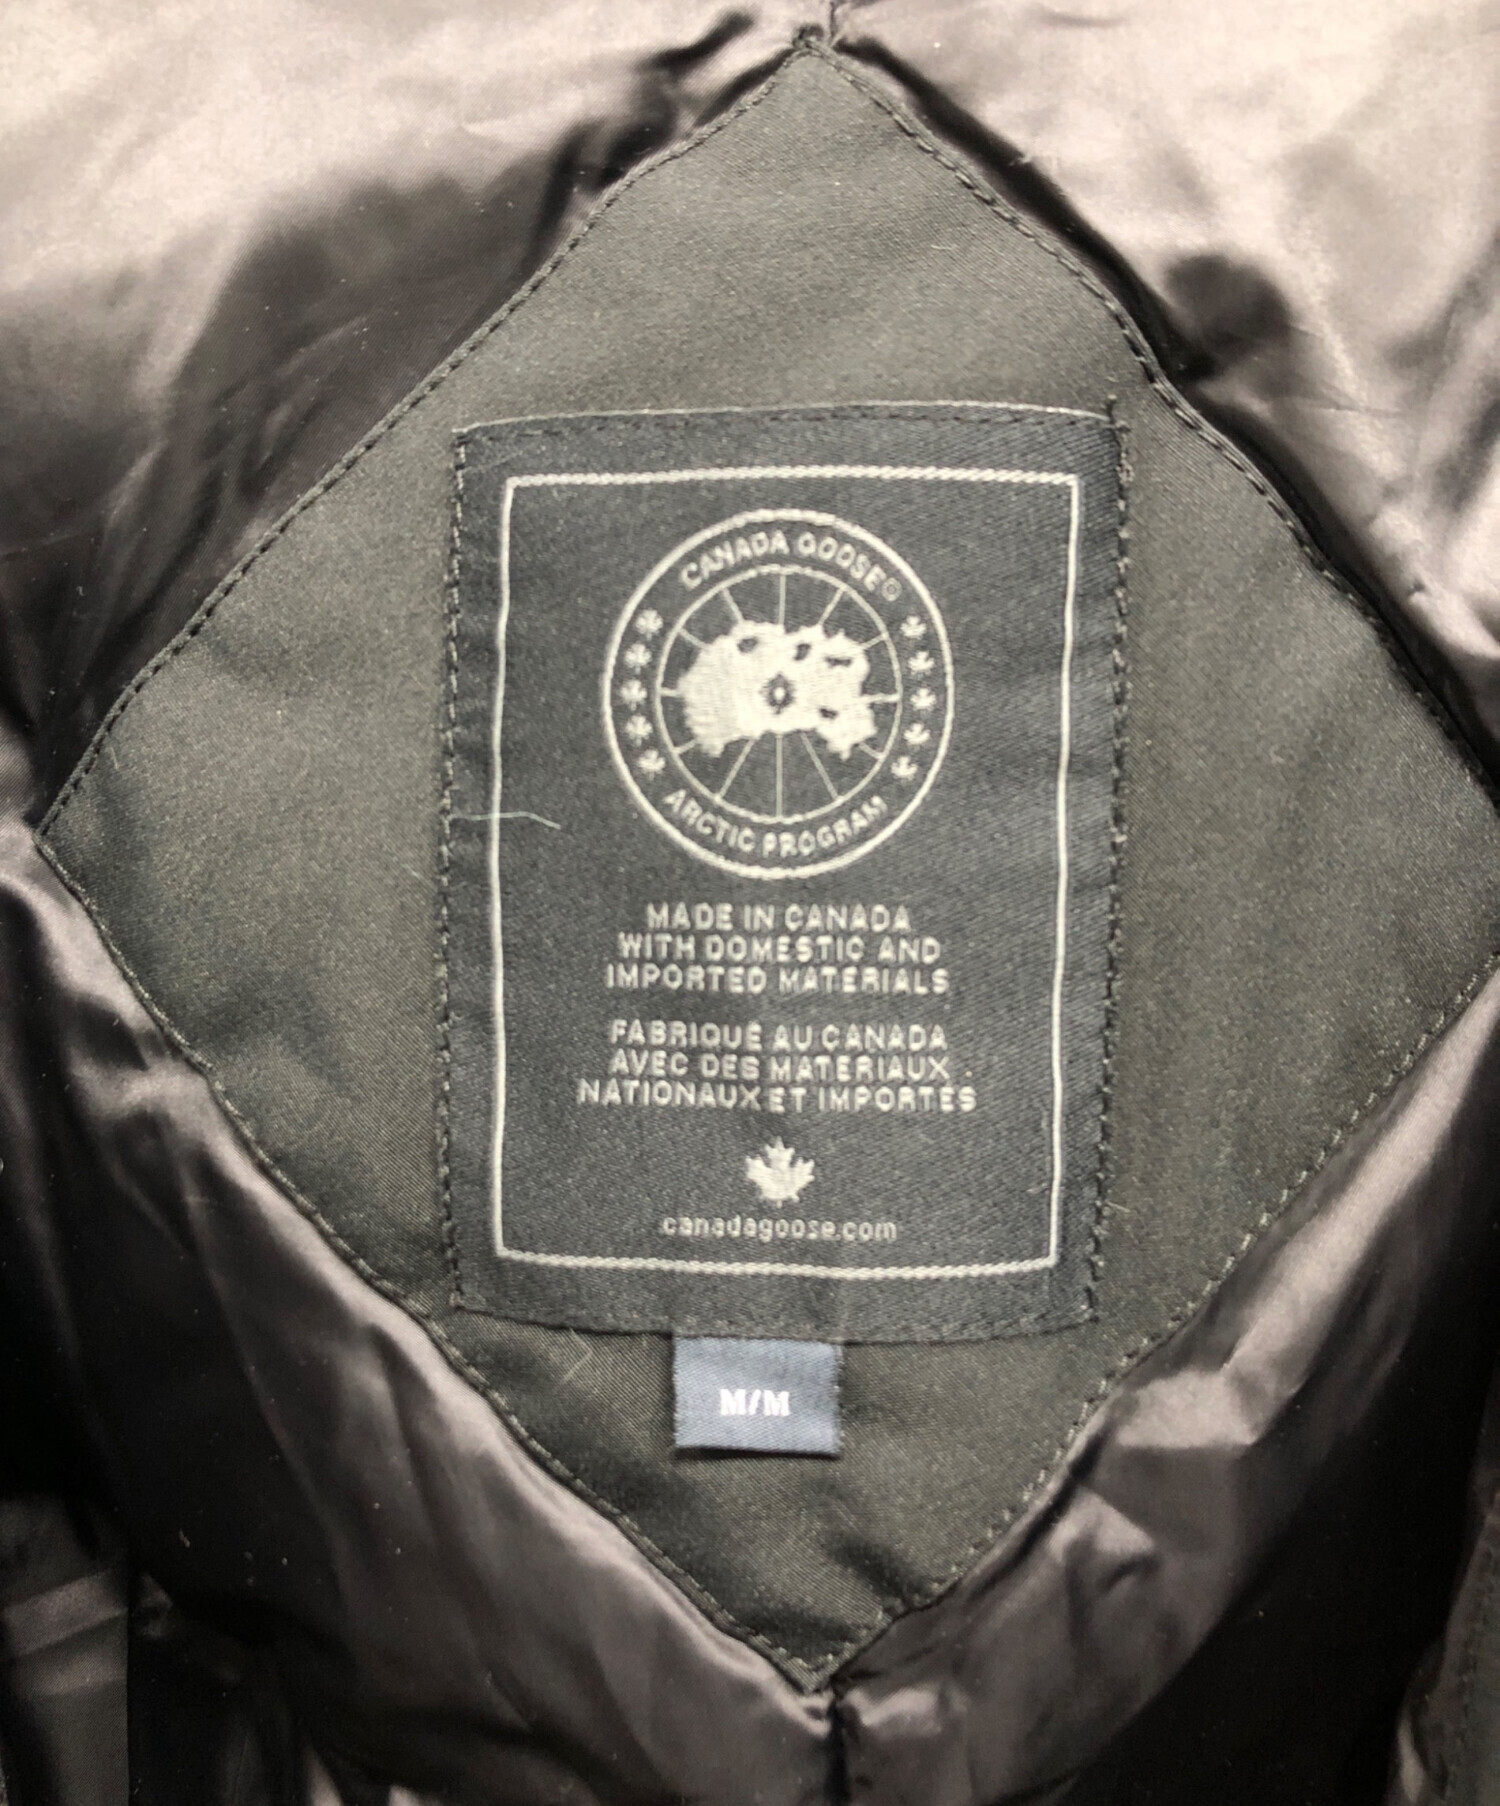 CANADA GOOSE®
ARCTIC PROGRAM
MADE IN CANADA
WITH DOMESTIC AND
IMPORTED MATERIALS
FABRIQUÉ AU CANADA
AVEC DES MATERIAUX
NATIONAUX ET IMPORTÉS
canadagoose.com
M/M